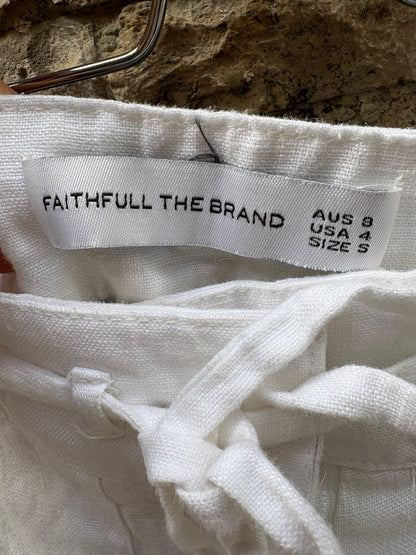 FAITHFULL THE BRAND
AUS 8
USA 4
SIZE S